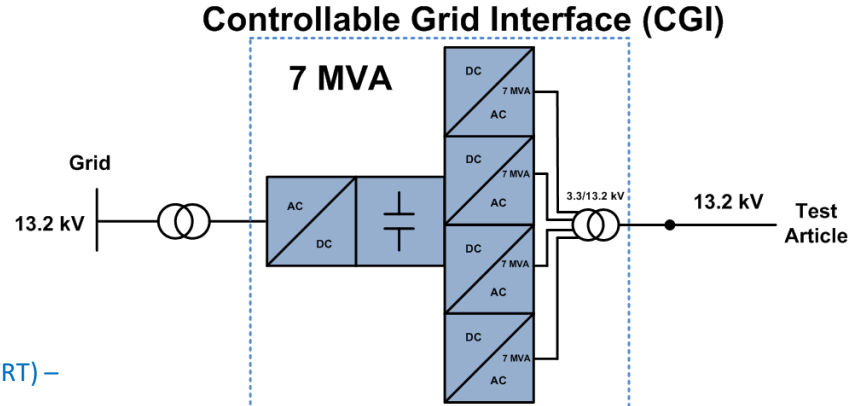 Controllable Grid Interface (CGI)
7 MVA
Grid
13.2 kV
AC
DC
DC
7 MVA
AC
DC
7 MVA
AC
DC
7 MVA
AC
DC
7 MVA
AC
3.3/13.2 kV
13.2 kV
Test
Article
RT) –